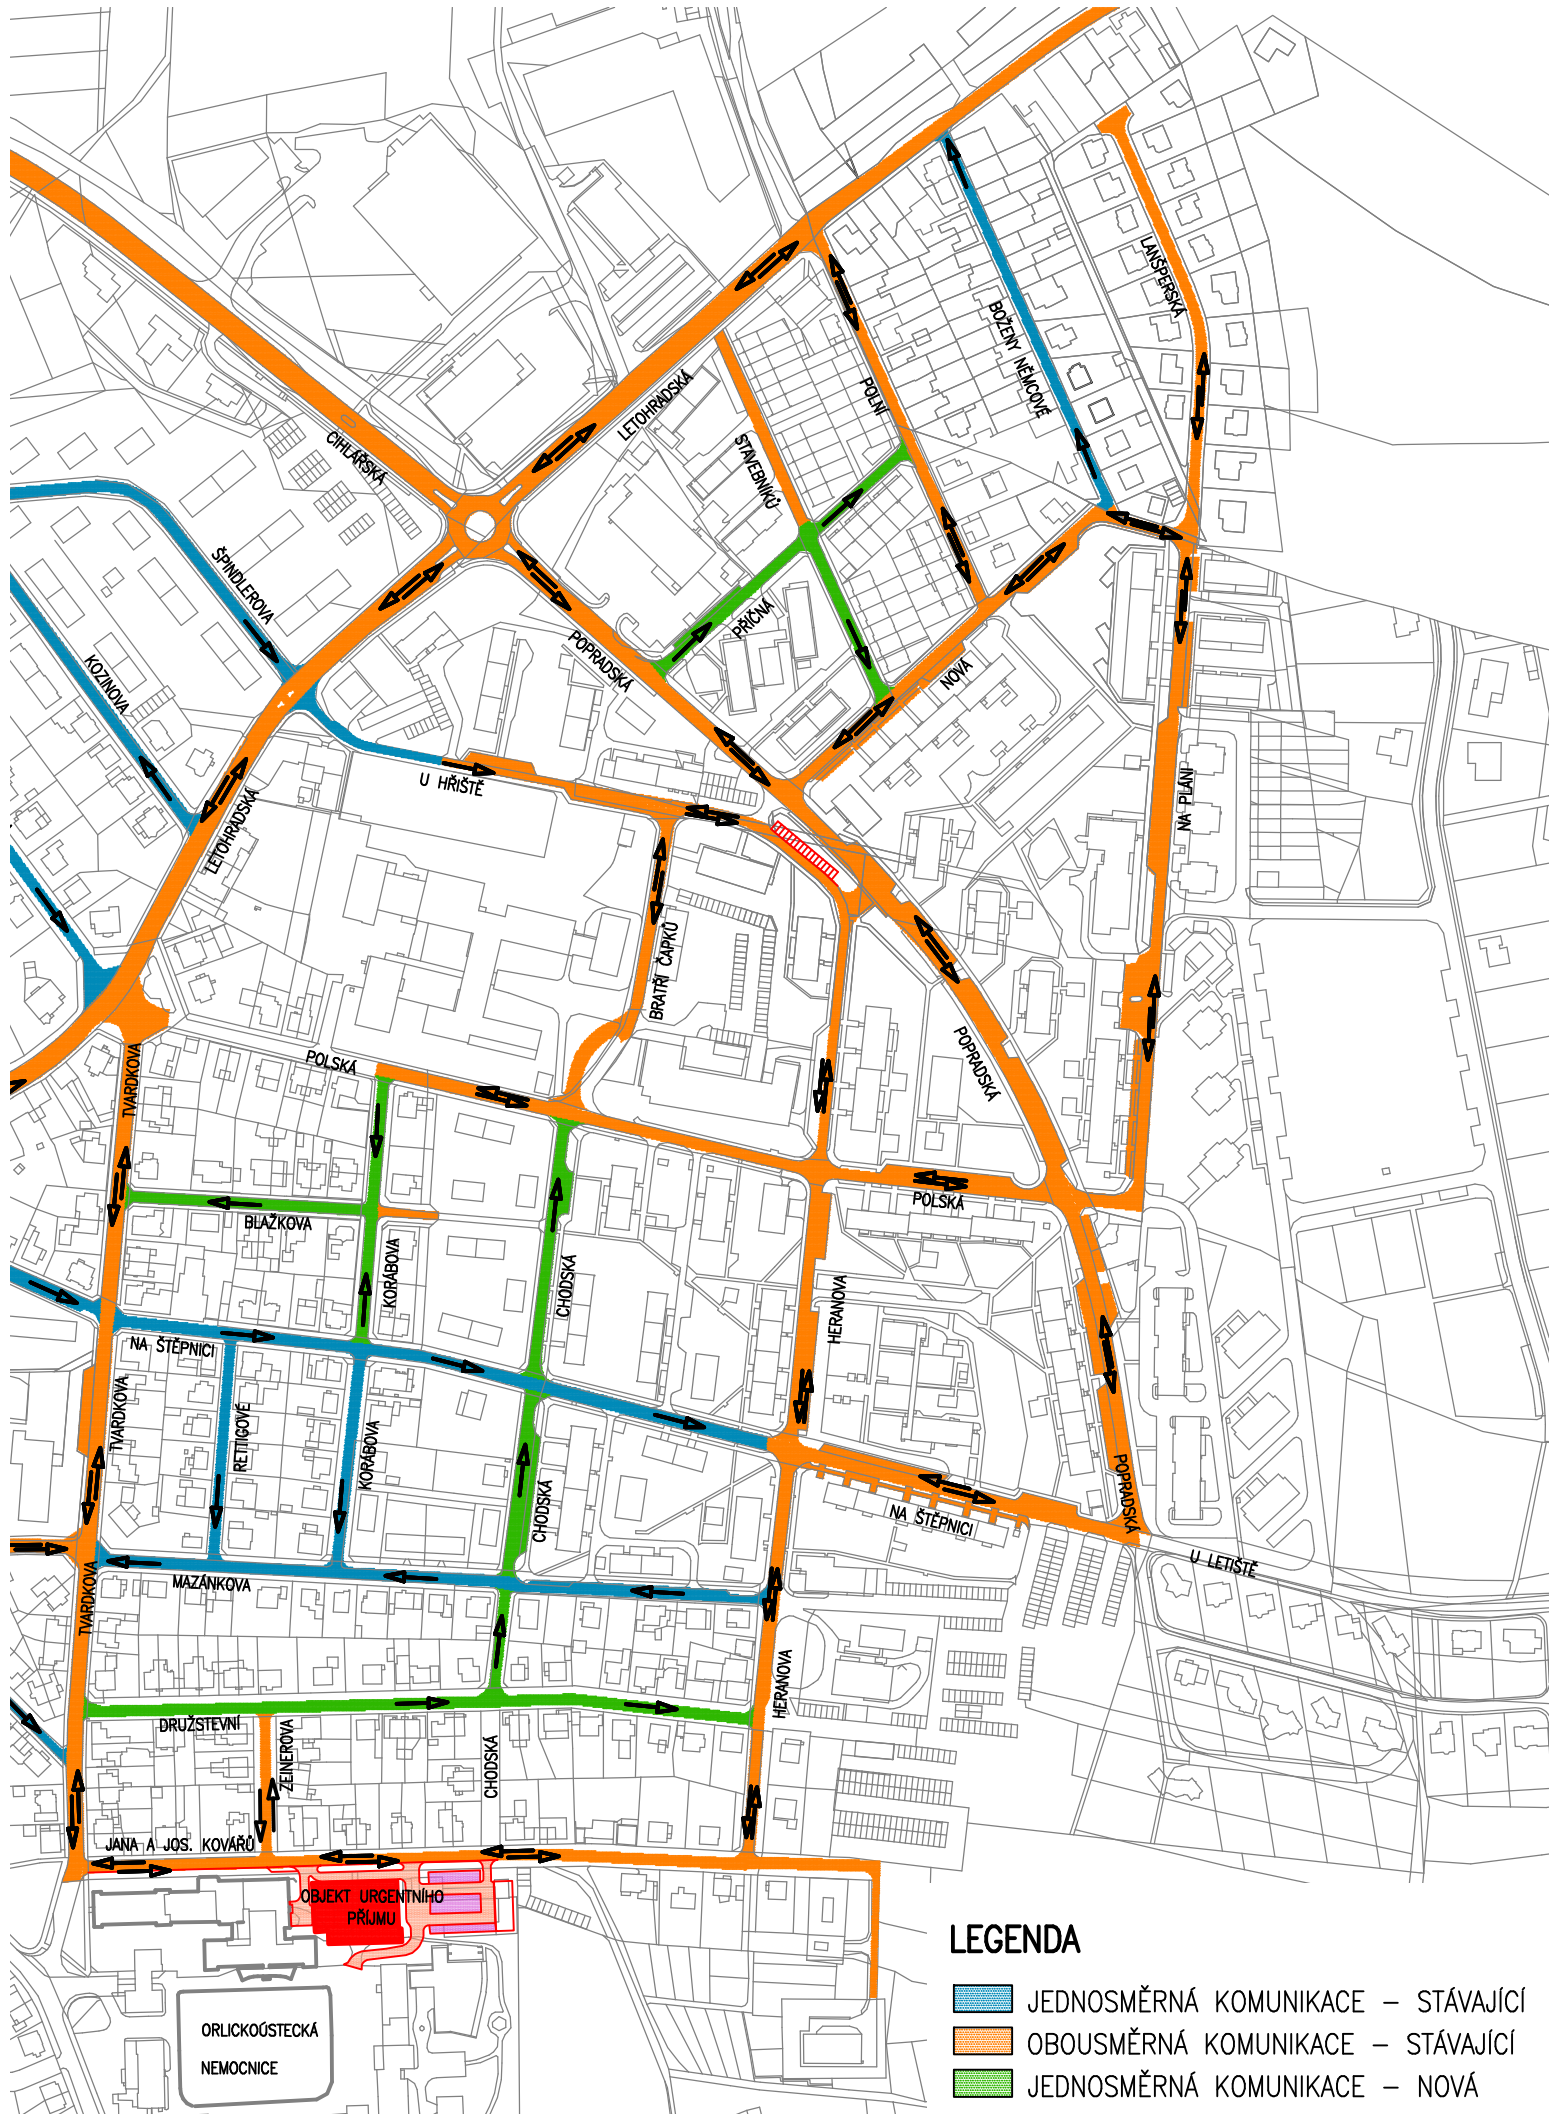 LANŠPERSKÁ
BOŽENY NĚMCOVÉ
LETOHRADSKÁ
POLNÍ
ČIHLÁŘSKÁ
STAVEBNÍKŮ
ŠPINDLEROVA
PŘÍČNÁ
POPRADSKÁ
KOZINOVA
NOVÁ
U HŘIŠTĚ
NA PLÁNI
LETOHRADSKÁ
BRATŘÍ ČAPKŮ
POLSKÁ
TVARDKOVA
POPRADSKÁ
POLSKÁ
BLAŽKOVA
KORÁBOVA
CHODSKÁ
HERANOVA
NA ŠTĚPNICI
TVARDKOVA
RETTIGOVÉ
KORÁBOVA
CHODSKÁ
POPRADSKÁ
NA ŠTĚPNICI
U LETIŠTĚ
TVARDKOVA
MAZÁNKOVA
HERANOVA
DRUŽSTEVNÍ
ZEINEROVA
CHODSKÁ
JANA A JOS. KOVÁŘŮ
OBJEKT URGENTNÍHO
PŘÍJMU
ORLICKOÚSTECKÁ
NEMOCNICE
LEGENDA
JEDNOSMĚRNÁ KOMUNIKACE – STÁVAJÍCÍ
OBOUSMĚRNÁ KOMUNIKACE – STÁVAJÍCÍ
JEDNOSMĚRNÁ KOMUNIKACE – NOVÁ